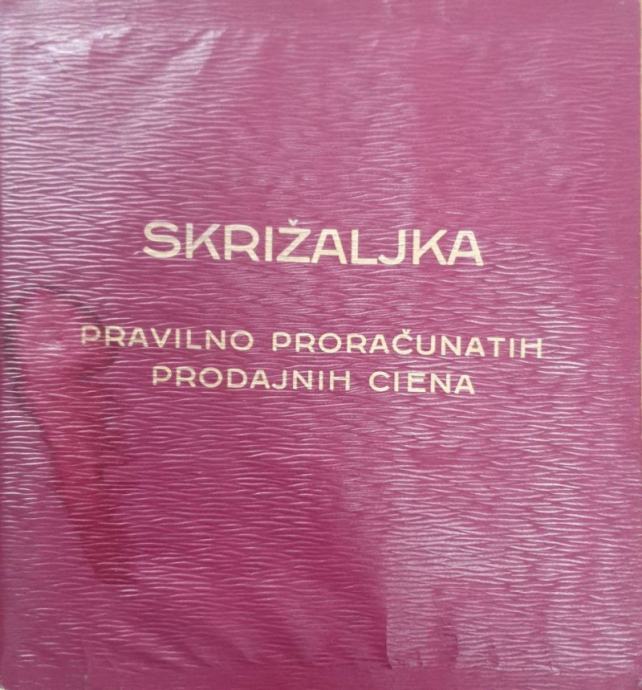 SKRIŽALJKA
PRAVILNO PRORAČUNATIH
PRODAJNIH CIENA